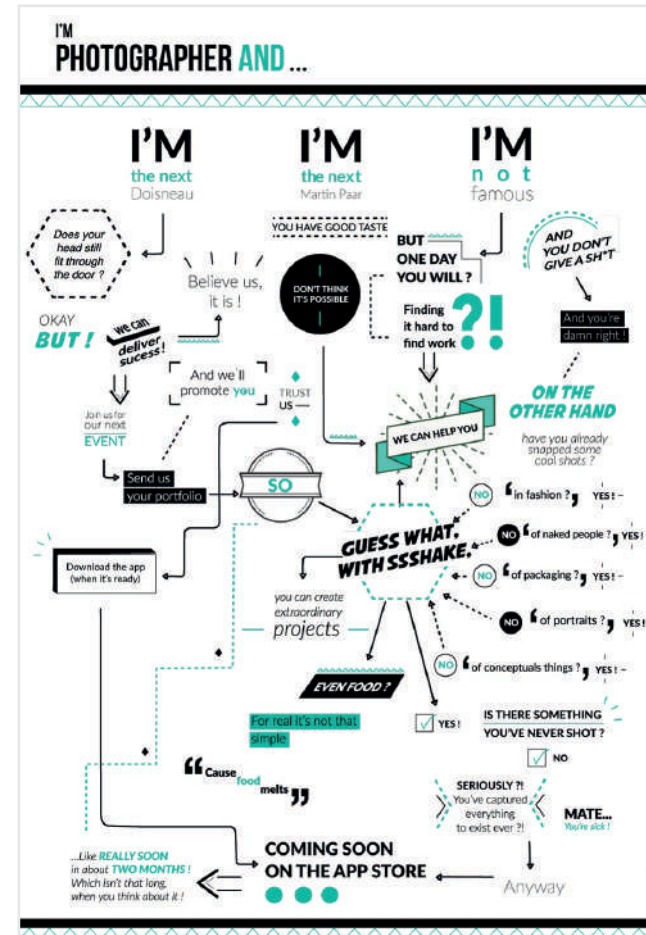 I'M
PHOTOGRAPHER AND ...
I'M
the next
Doisneau
I'M
the next
Martin Paar
I'M
not
famous
Does your
head still
fit through
the door ?
Believe us,
it is !
YOU HAVE GOOD TASTE
DON'T THINK
IT'S POSSIBLE
BUT
ONE DAY
YOU WILL ?
Finding
it hard to
find work
?!
AND
YOU DON'T
GIVE A SH*T
And you're
damn right !
OKAY
BUT !
we can
deliver
sucess !
And we'll
promote you
TRUST
US
WE CAN HELP YOU
ON THE
OTHER HAND
have you already
snapped some
cool shots ?
Join us for
our next
EVENT
Send us
your portfolio
SO
GUESS WHAT.
WITH SSSHAKE.
NO
‘in fashion ?, YES ! –
NO
‘of naked people ?, YES !
NO
‘of packaging ?, YES ! –
NO
‘of portraits ?, YES !
NO
‘of conceptuals things ?, YES ! –
Download the app
(when it's ready)
you can create
extraordinary
projects
EVEN FOOD ?
YES !
For real it's not that
simple
“Cause
food
melts”
IS THERE SOMETHING
YOU'VE NEVER SHOT ?
NO
SERIOUSLY ?!
You've captured
everything
to exist ever ?!
MATE...
You're sick !
Anyway
COMING SOON
ON THE APP STORE
...Like REALLY SOON
in about TWO MONTHS !
Which Isn't that long,
when you think about it !